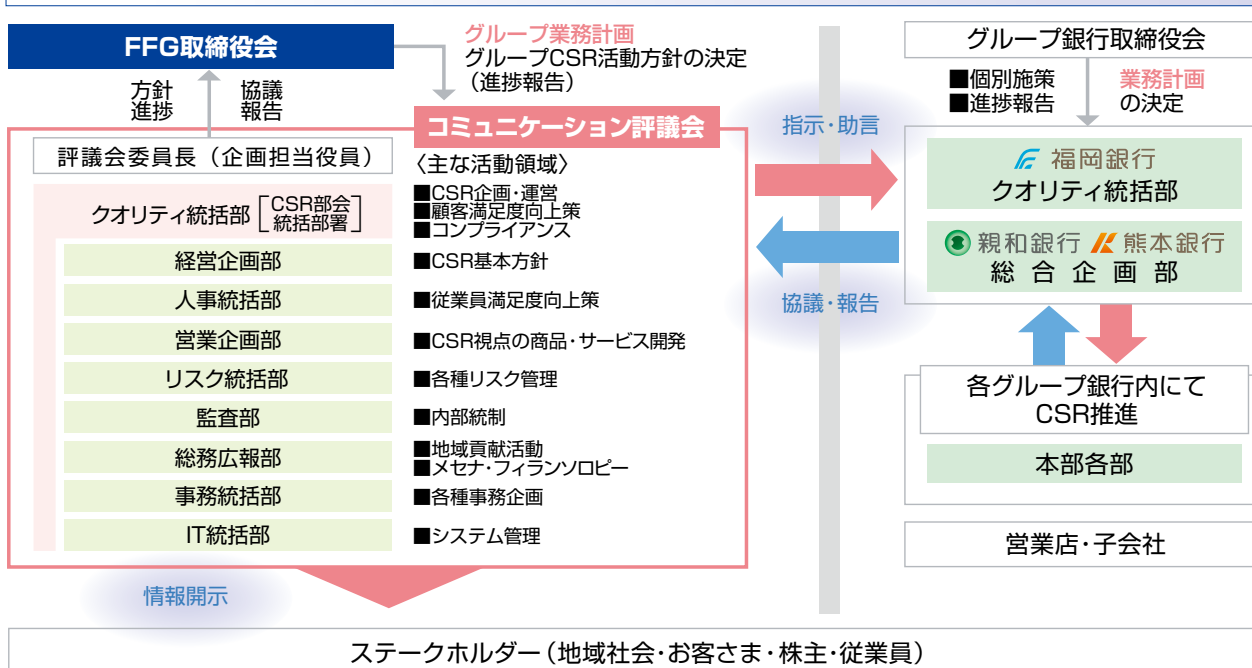 FFG取締役会
グループ業務計画
グループCSR活動方針の決定
（進捗報告）
方針
進捗
協議
報告
コミュニケーション評議会
評議会委員長（企画担当役員）
〈主な活動領域〉
クオリティ統括部［CSR部会
統括部署］
■CSR企画・運営
■顧客満足度向上策
■コンプライアンス
経営企画部
■CSR基本方針
人事統括部
■従業員満足度向上策
営業企画部
■CSR視点の商品・サービス開発
リスク統括部
■各種リスク管理
監査部
■内部統制
総務広報部
■地域貢献活動
■メセナ・フィランソロピー
事務統括部
■各種事務企画
IT統括部
■システム管理
情報開示
指示・助言
協議・報告
グループ銀行取締役会
■個別施策
■進捗報告
業務計画
の決定
福岡銀行
クオリティ統括部
親和銀行 熊本銀行
総合企画部
各グループ銀行内にて
CSR推進
本部各部
営業店・子会社
ステークホルダー（地域社会・お客さま・株主・従業員）